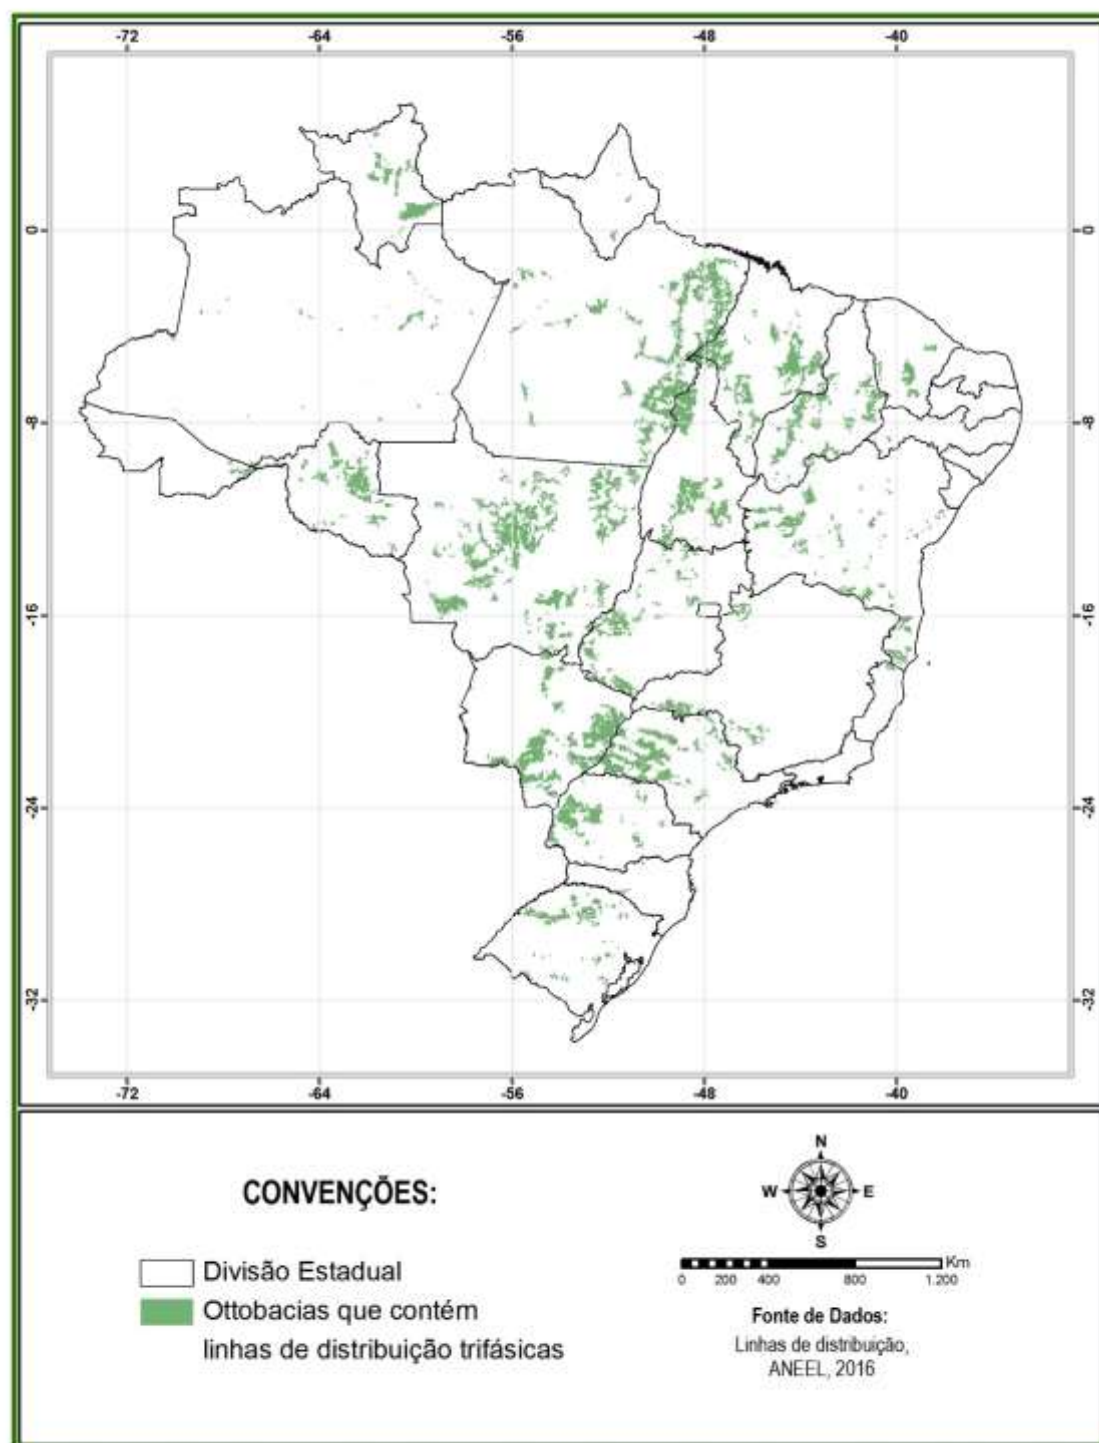 -72 -64 -56 -48 -40
0 0
-8 -8
-16 -16
-24 -24
-32 -32
-72 -64 -56 -48 -40
CONVENÇÕES:
Divisão Estadual
Ottobacias que contém
linhas de distribuição trifásicas
N
W E
S
Km
0 200 400 800 1.200
Fonte de Dados:
Linhas de distribuição,
ANEEL, 2016